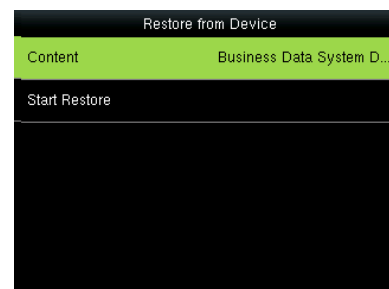 Restore from Device
Content Business Data System D...
Start Restore